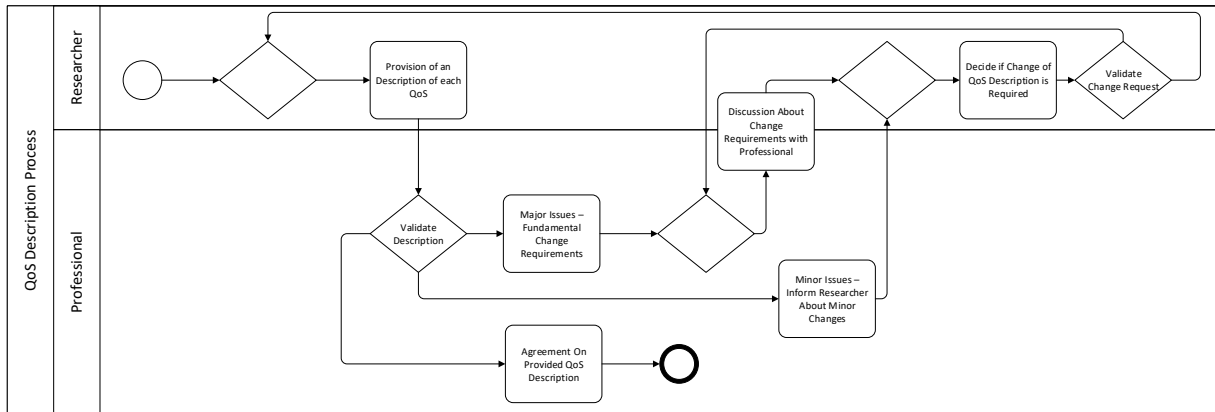 QoS Description Process
Researcher
Professional
Provision of an
Description of each
QoS
Decide if Change of
QoS Description is
Required
Validate
Change Request
Discussion About
Change
Requirements with
Professional
Validate
Description
Major Issues –
Fundamental
Change
Requirements
Minor Issues –
Inform Researcher
About Minor
Changes
Agreement On
Provided QoS
Description